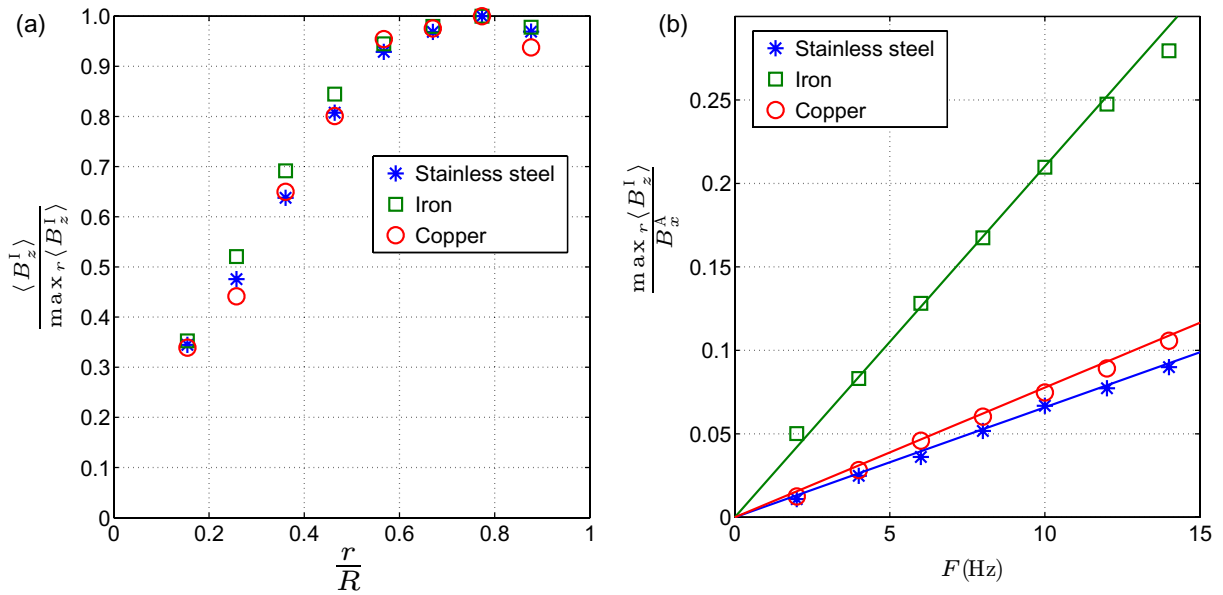 (a)
1.0
0.9
0.8
0.7
0.6
0.5
0.4
0.3
0.2
0.1
0
⟨B_z^I⟩
max_r⟨B_z^I⟩
Stainless steel
Iron
Copper
0 0.2 0.4 0.6 0.8 1
r
R
(b)
Stainless steel
Iron
Copper
0.25
0.2
0.15
0.1
0.05
0
max_r⟨B_z^I⟩
B_x^A
0 5 10 15
F(Hz)